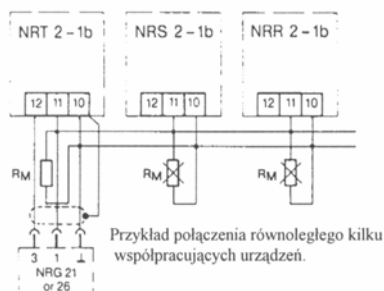 NRT 2-1b NRS 2-1b NRR 2-1b
12 11 10 12 11 10 12 11 10
RM RM RM
Przykład połączenia równoległego kilku
współpracujących urządzeń.
3 1 ⊥
NRG 21
or 26